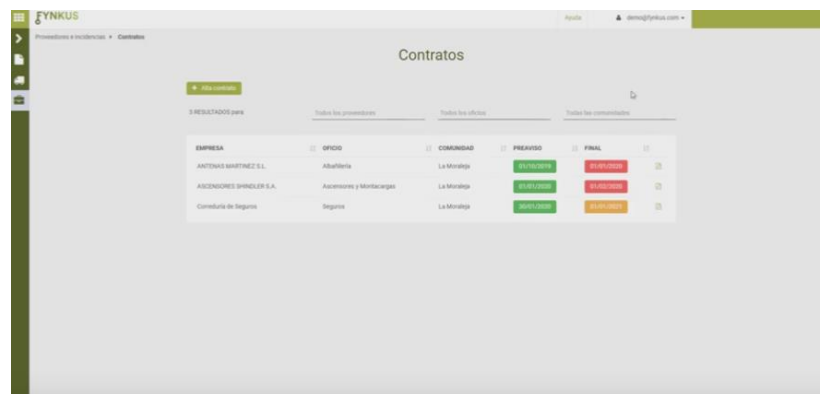 FYNKUS
Ayuda
demo@fynkus.com
Proveedores e incidencias
Contratos
Contratos
+ Alta contrato
3 RESULTADOS para:
Todos los proveedores
Todos los oficios
Todas las comunidades
EMPRESA OFICIO COMUNIDAD PREAVISO FINAL
ANTENAS MARTINEZ S.L. Albañilería La Moraleja 01/10/2019 01/01/2020
ASCENSORES SHINDLER S.A. Ascensores y Montacargas La Moraleja 01/01/2020 01/02/2020
Correduría de Seguros Seguros La Moraleja 30/01/2020 01/01/2021